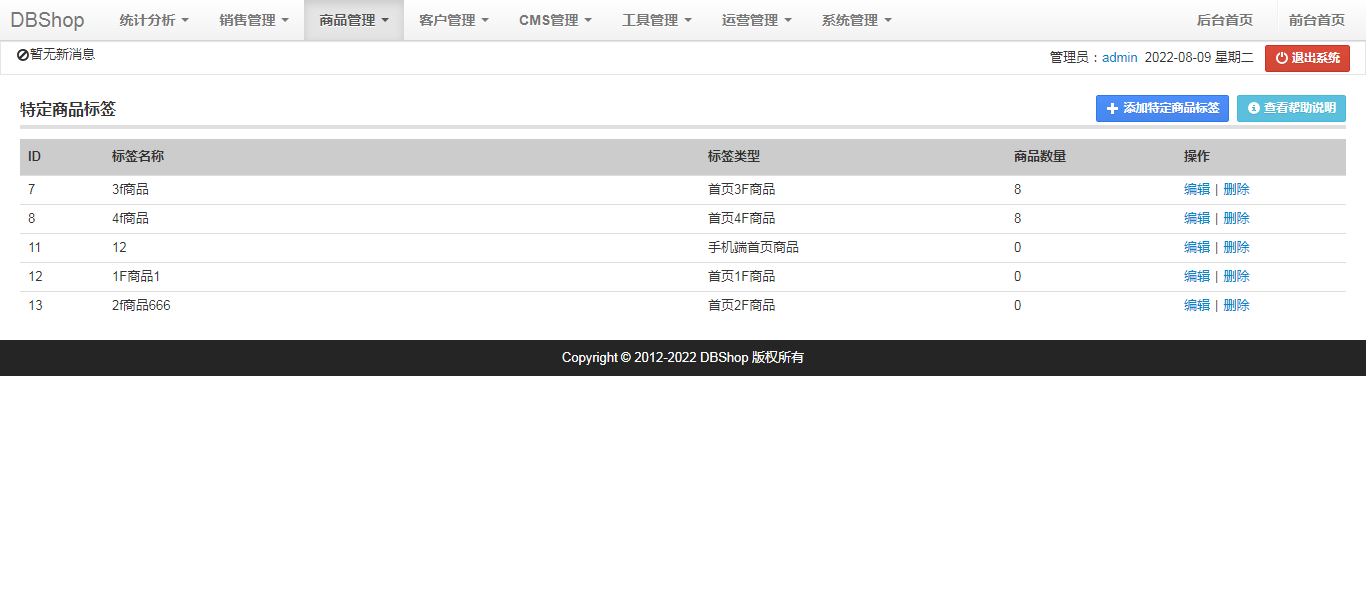 DBShop 统计分析 销售管理 商品管理 客户管理 CMS管理 工具管理 运营管理 系统管理 后台首页 前台首页
暂无新消息 管理员：admin 2022-08-09 星期二 退出系统
特定商品标签 添加特定商品标签 查看帮助说明
ID 标签名称 标签类型 商品数量 操作
7 3f商品 首页3F商品 8 编辑 | 删除
8 4f商品 首页4F商品 8 编辑 | 删除
11 12 手机端首页商品 0 编辑 | 删除
12 1F商品1 首页1F商品 0 编辑 | 删除
13 2f商品666 首页2F商品 0 编辑 | 删除
Copyright © 2012-2022 DBShop 版权所有